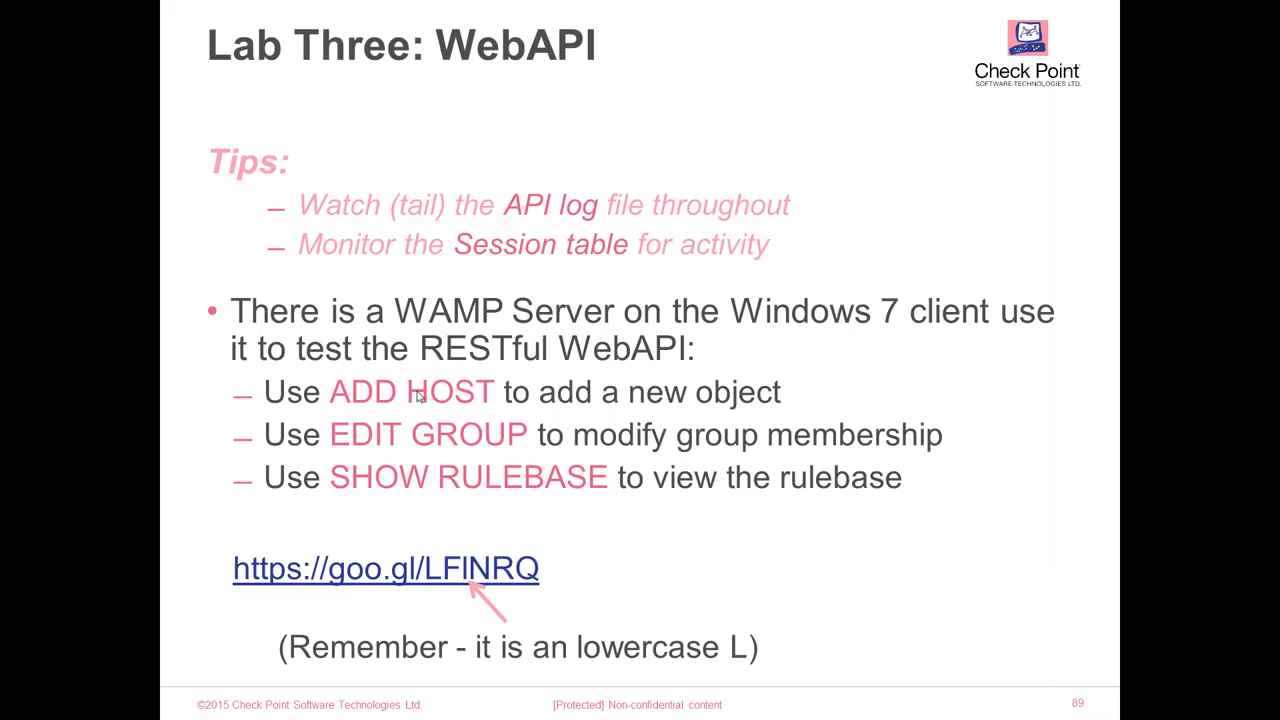 Lab Three: WebAPI
Check Point
SOFTWARE TECHNOLOGIES LTD.
Tips:
– Watch (tail) the API log file throughout
– Monitor the Session table for activity
• There is a WAMP Server on the Windows 7 client use
it to test the RESTful WebAPI:
– Use ADD HOST to add a new object
– Use EDIT GROUP to modify group membership
– Use SHOW RULEBASE to view the rulebase
https://goo.gl/LFlNRQ
(Remember - it is an lowercase L)
©2015 Check Point Software Technologies Ltd.
[Protected] Non-confidential content
89